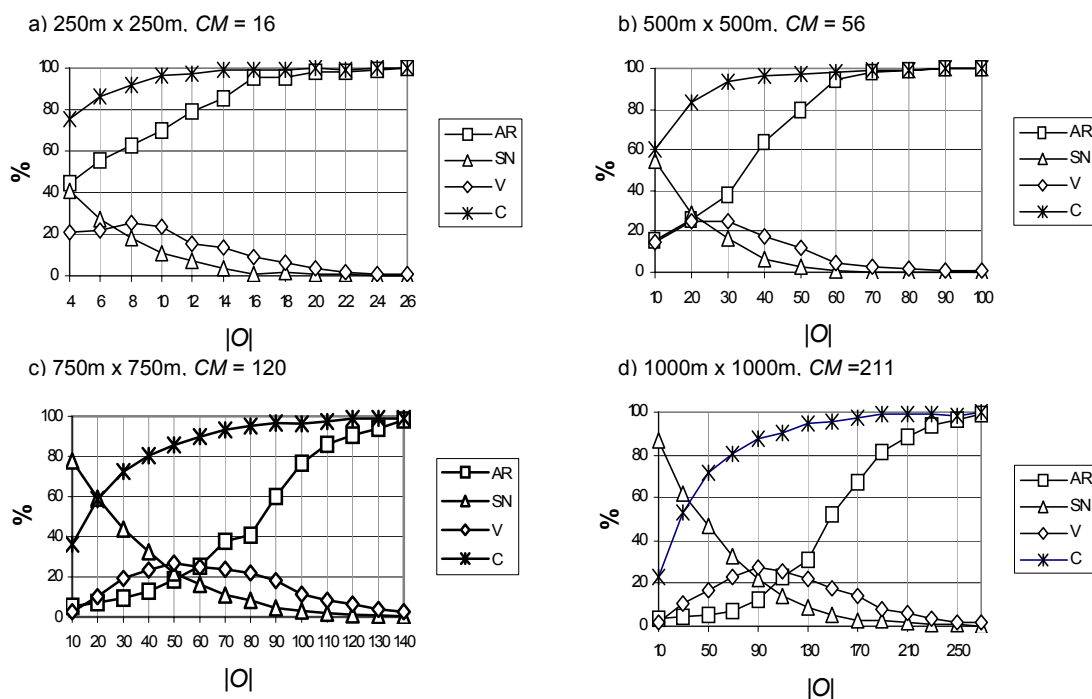 a) 250m x 250m, CM = 16
100
80
60
40
20
0
%
4 6 8 10 12 14 16 18 20 22 24 26
|O|
AR
SN
V
C
b) 500m x 500m, CM = 56
100
80
60
40
20
0
%
10 20 30 40 50 60 70 80 90 100
|O|
AR
SN
V
C
c) 750m x 750m, CM = 120
100
80
60
40
20
0
%
10 20 30 40 50 60 70 80 90 100 110 120 130 140
|O|
AR
SN
V
C
d) 1000m x 1000m, CM =211
100
80
60
40
20
0
%
10 50 90 130 170 210 250
|O|
AR
SN
V
C